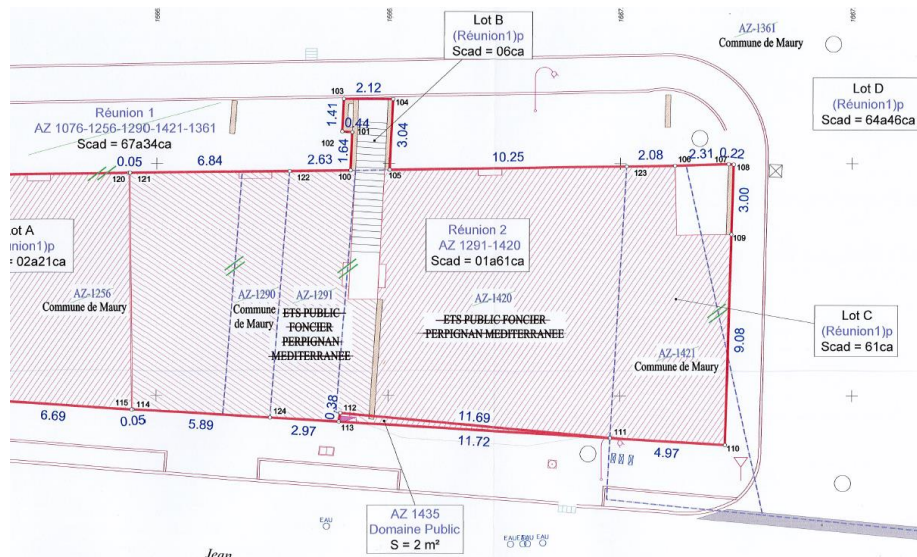 1666.
1666.
1667.
1667.
Lot B
(Réunion1)p
Scad = 06ca
AZ-1361
Commune de Maury
Lot D
(Réunion1)p
Scad = 64a46ca
Réunion 1
AZ 1076-1256-1290-1421-1361
Scad = 67a34ca
103
2.12
104
1.41
0.44
101
102
1.64
3.04
0.05
6.84
2.63
10.25
2.08
106
2.31
107
0.22
108
120
121
122
100
105
123
3.00
109
Lot A
(Réunion1)p
= 02a21ca
Réunion 2
AZ 1291-1420
Scad = 01a61ca
AZ-1256
Commune de Maury
AZ-1290
Commune
de Maury
AZ-1291
ETS PUBLIC
FONCIER
PERPIGNAN
MEDITERRANEE
AZ-1420
ETS PUBLIC FONCIER
PERPIGNAN MEDITERRANEE
Lot C
(Réunion1)p
Scad = 61ca
AZ-1421
Commune de Maury
9.08
6.69
115
114
0.05
5.89
124
2.97
0.38
112
113
11.69
11.72
111
4.97
110
AZ 1435
Domaine Public
S = 2 m²
EAU
EAU
EAU
Jean